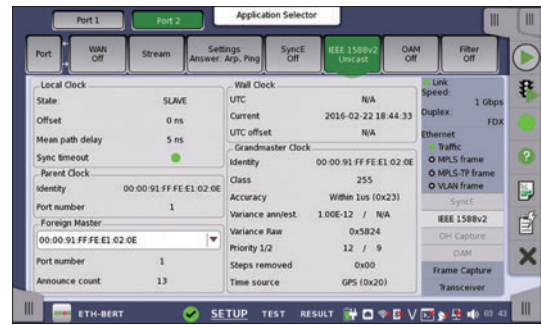 Application Selector
Port 1
Port 2
Port
WAN
Off
Stream
Settings
Answer: Arp, Ping
SyncE
Off
IEEE 1588v2
Unicast
OAM
Off
Filter
Off
Local Clock
State:
SLAVE
Offset
0 ns
Mean path delay
5 ns
Sync timeout
Parent Clock
Identity
00:00:91:FF:FE:E1:02:0E
Port number
1
Foreign Master
00:00:91:FF:FE:E1:02:0E
Port number
1
Announce count
13
Wall Clock
UTC
N/A
Current
2016-02-22 18:44:33
UTC offset
N/A
Grandmaster Clock
Identity
00:00:91:FF:FE:E1:02:0E
Class
255
Accuracy
Within 1us (0x23)
Variance ann/est.
1.00E-12 / N/A
Variance Raw
0x5824
Priority 1/2
12 / 9
Steps removed
0x00
Time source
GPS (0x20)
Link
Speed:
1 Gbps
Duplex:
FDX
Ethernet
Traffic
MPLS frame
MPLS-TP frame
VLAN frame
SyncE
IEEE 1588v2
OH Capture
OAM
Frame Capture
Transceiver
ETH-BERT
SETUP
TEST
RESULT
03 43